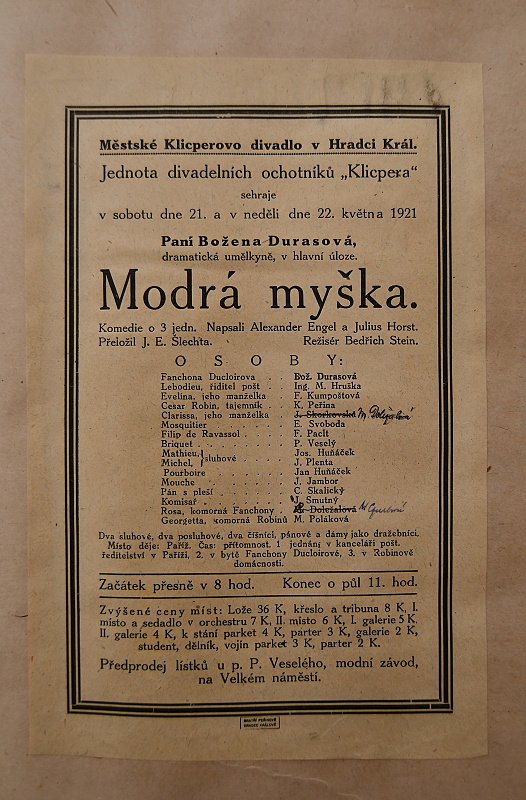 Městské Klicperovo divadlo v Hradci Král.
Jednota divadelních ochotníků „Klicpera“
sehraje
v sobotu dne 21. a v neděli dne 22. května 1921
Paní Božena Durasová,
dramatická umělkyně, v hlavní úloze.
Modrá myška.
Komedie o 3 jedn. Napsali Alexander Engel a Julius Horst.
Přeložil J. E. Šlechta. Režisér Bedřich Stein.
OSOBY:
Fanchona Ducloirova . . Bož. Durasová
Lebodieu, řiditel pošt . . Ing. M. Hruška
Evelina, jeho manželka . . F. Kumpoštová
Cesar Robin, tajemník . . K. Peřina
Clarissa, jeho manželka . . J. Skorkovská M. Doležalová
Mosquitier . . . . . E. Svoboda
Filip de Ravassol . . . . F. Paclt
Briquet . . . . . . P. Veselý
Mathieu, sluhové . . . . Jos. Huňáček
Michel, J. Plenta
Pourboire . . . . . . Jan Huňáček
Mouche . . . . . . J. Jambor
Pán s pleší . . . . . C. Skalický
Komisař . . . . . . J. Smutný
Rosa, komorná Fanchony . Doležalová
Georgetta, komorná Robinů M. Poláková
Dva sluhové, dva posluhové, dva číšníci, pánové a dámy jako dražebníci.
Místo děje: Paříž. Čas: přítomnost. 1 jednání v kanceláři pošt.
ředitelství v Paříži, 2. v bytě Fanchony Ducloirové, 3. v Robinově
domácnosti.
Začátek přesně v 8 hod. Konec o půl 11. hod.
Zvýšené ceny míst: Lože 36 K, křeslo a tribuna 8 K, I.
místo a sedadlo v orchestru 7 K, II. místo 6 K, I. galerie 5 K,
II. galerie 4 K, k stání parket 4 K, parter 3 K, galerie 2 K,
student, dělník, vojín parket 3 K, parter 2 K.
Předprodej lístků u p. P. Veselého, modní závod,
na Velkém náměstí.
BRATŘI PEŘINOVÉ
HRADEC KRÁLOVÉ